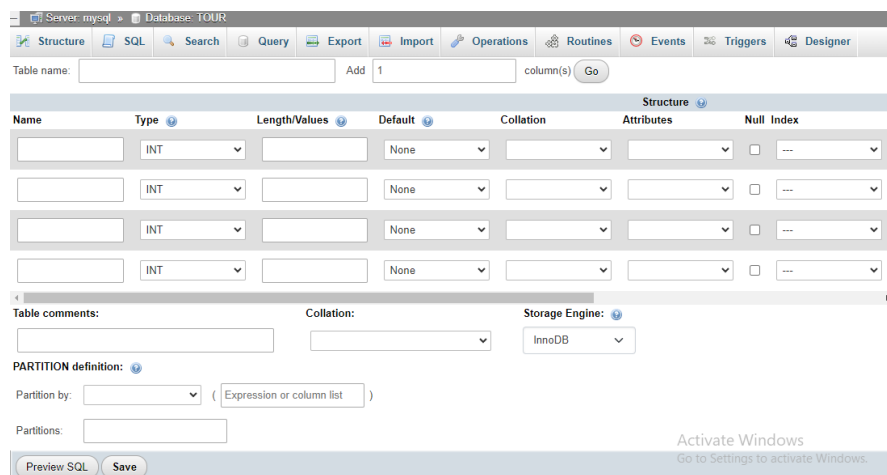 Server: mysql » Database: TOUR
Structure SQL Search Query Export Import Operations Routines Events Triggers Designer
Table name: Add 1 column(s) Go
Structure
Name Type Length/Values Default Collation Attributes Null Index
INT None ---
INT None ---
INT None ---
INT None ---
Table comments: Collation: Storage Engine:
InnoDB
PARTITION definition:
Partition by: ( Expression or column list )
Partitions:
Activate Windows
Go to Settings to activate Windows.
Preview SQL Save